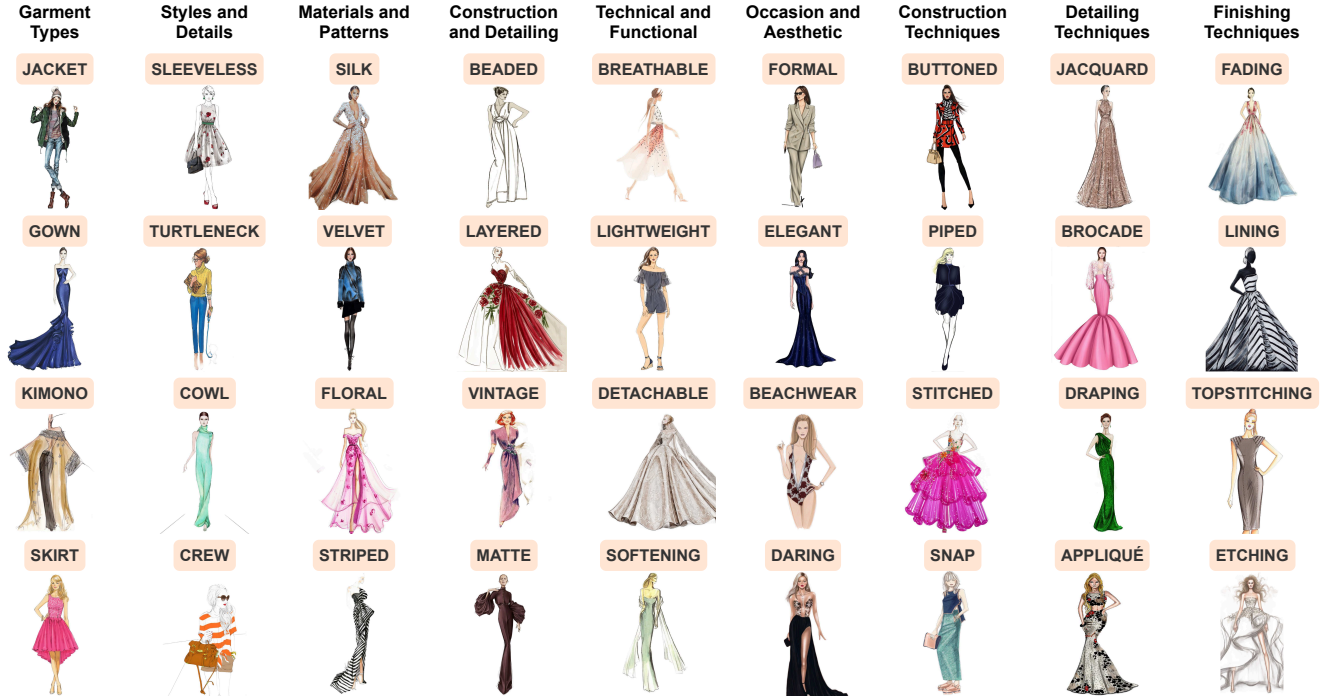 Garment
Types
Styles and
Details
Materials and
Patterns
Construction
and Detailing
Technical and
Functional
Occasion and
Aesthetic
Construction
Techniques
Detailing
Techniques
Finishing
Techniques
JACKET
SLEEVELESS
SILK
BEADED
BREATHABLE
FORMAL
BUTTONED
JACQUARD
FADING
GOWN
TURTLENECK
VELVET
LAYERED
LIGHTWEIGHT
ELEGANT
PIPED
BROCADE
LINING
KIMONO
COWL
FLORAL
VINTAGE
DETACHABLE
BEACHWEAR
STITCHED
DRAPING
TOPSTITCHING
SKIRT
CREW
STRIPED
MATTE
SOFTENING
DARING
SNAP
APPLIQUÉ
ETCHING